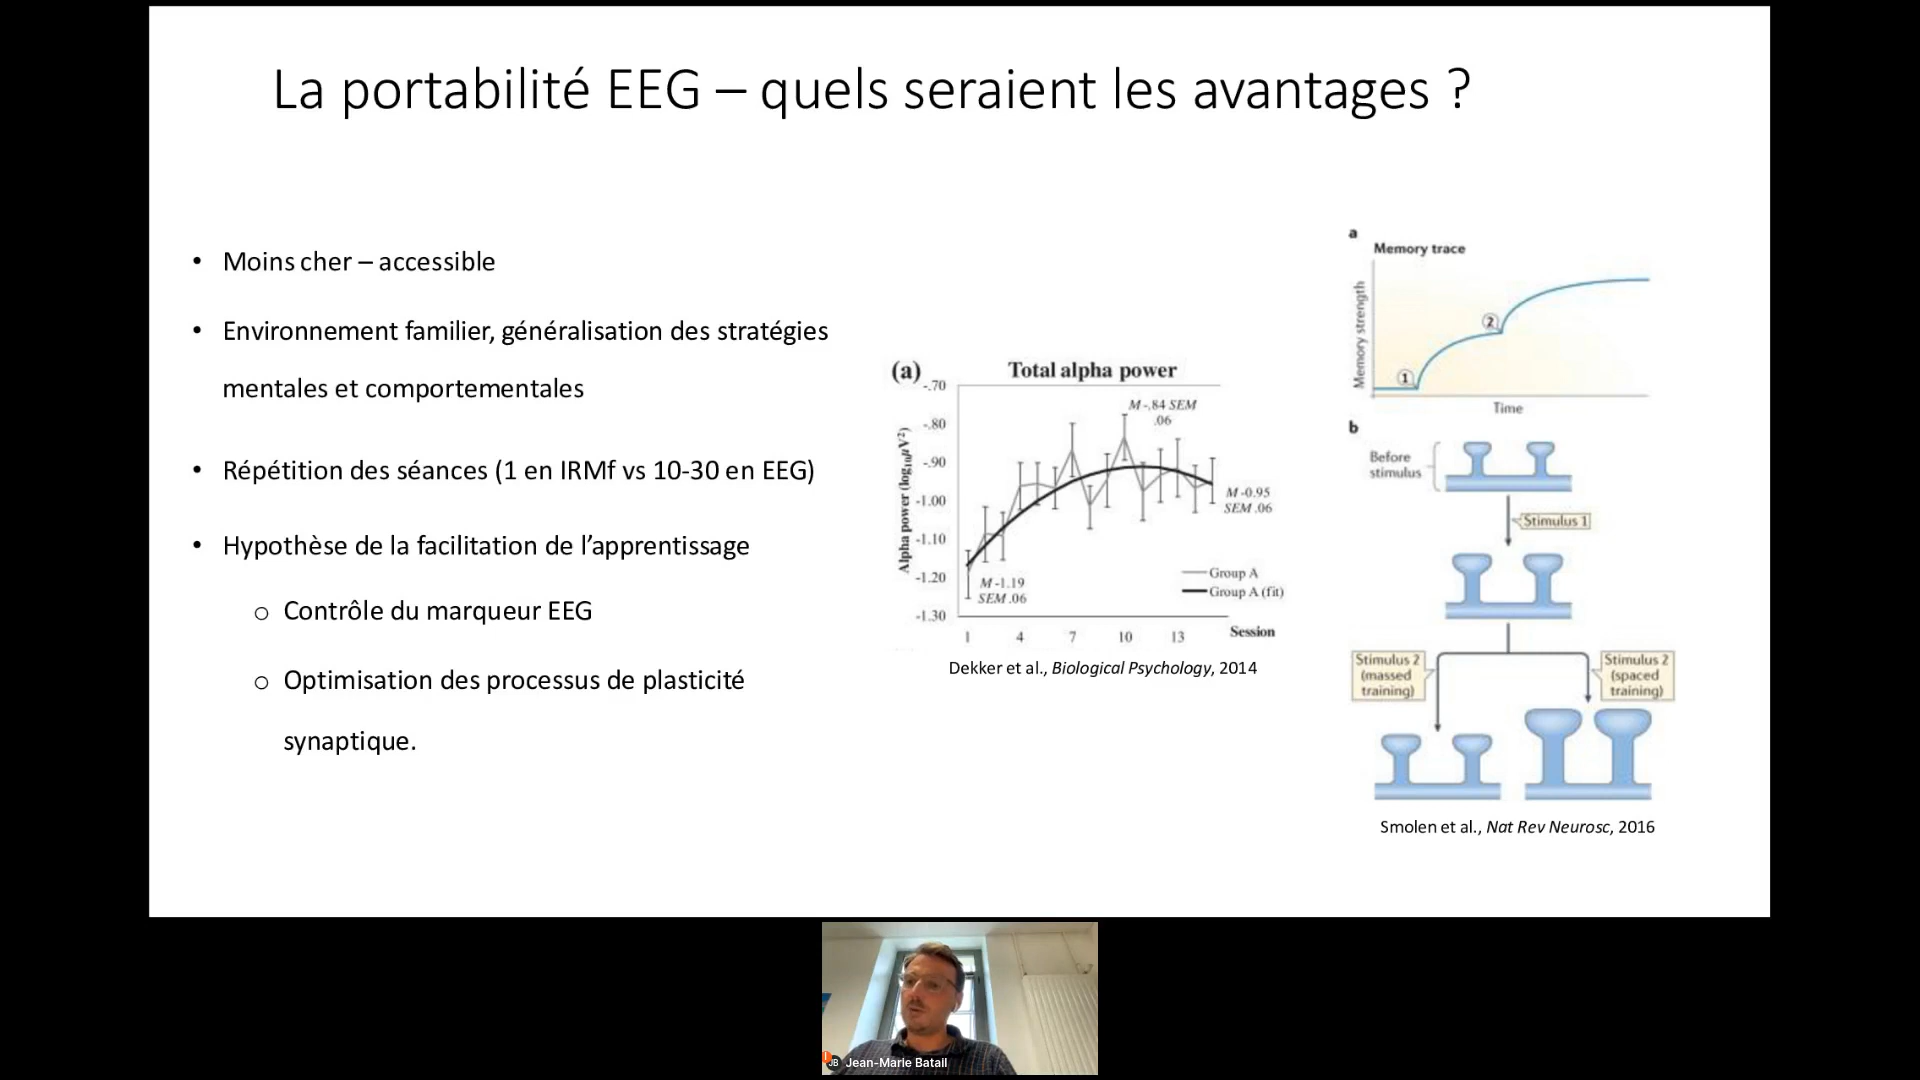 La portabilité EEG – quels seraient les avantages ?
• Moins cher – accessible
• Environnement familier, généralisation des stratégies
mentales et comportementales
• Répétition des séances (1 en IRMf vs 10-30 en EEG)
• Hypothèse de la facilitation de l’apprentissage
o Contrôle du marqueur EEG
o Optimisation des processus de plasticité
synaptique.
(a) Total alpha power
Alpha power (log₁₀μV²)
-.70
-.80
-.90
-1.00
-1.10
-1.20
-1.30
M -.84 SEM
.06
M -0.95
SEM .06
M -1.19
SEM .06
Group A
Group A (fit)
1 4 7 10 13 Session
Dekker et al., Biological Psychology, 2014
a
Memory trace
Memory strength
1
2
Time
b
Before
stimulus
Stimulus 1
Stimulus 2
(massed
training)
Stimulus 2
(spaced
training)
Smolen et al., Nat Rev Neurosc, 2016
JB Jean-Marie Batail